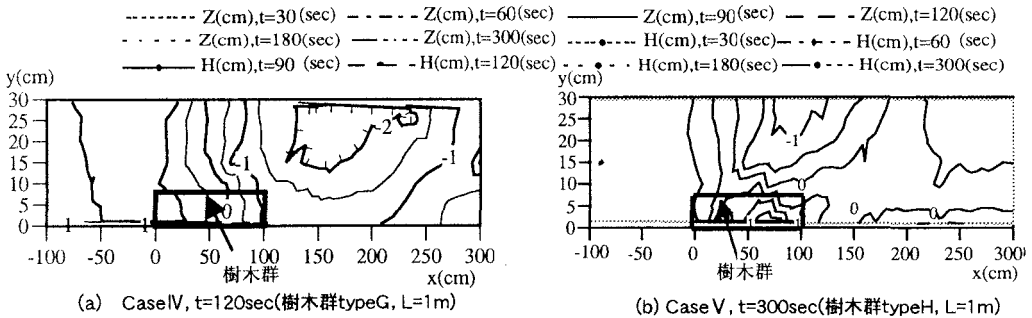 Z(cm),t=30(sec) Z(cm),t=60(sec) Z(cm),t=90(sec) Z(cm),t=120(sec)
Z(cm),t=180(sec) Z(cm),t=300(sec) H(cm),t=30(sec) H(cm),t=60 (sec)
H(cm),t=90 (sec) H(cm),t=120(sec) H(cm),t=180(sec) H(cm),t=300(sec)
y(cm) y(cm)
30 30
25 -2 25
20 20
15 -1 -1 15 -1
10 10 0
5 0 5 0 0
0 1 1 0
-100 -50 0 50 100 150 200 250 300 -100 -50 0 50 100 150 200 250 300
樹木群 x(cm) 樹木群 x(cm)
(a) CaseⅣ, t=120sec(樹木群typeG, L=1m) (b) CaseⅤ, t=300sec(樹木群typeH, L=1m)